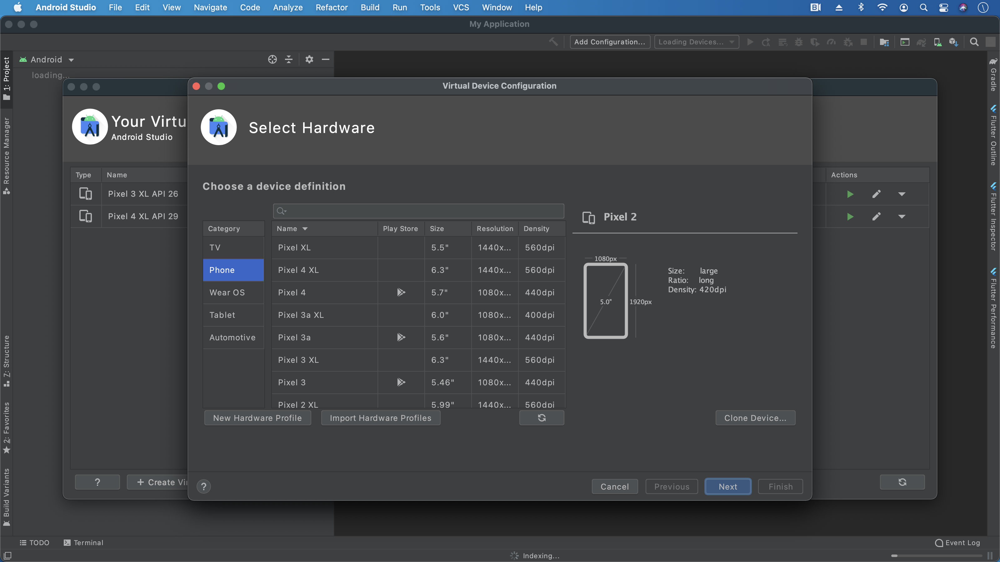 Android Studio File Edit View Navigate Code Analyze Refactor Build Run Tools VCS Window Help
My Application
Add Configuration... Loading Devices...
Android
loading...
1: Project
Resource Manager
7: Structure
2: Favorites
Build Variants
Gradle
Flutter Outline
Flutter Inspector
Flutter Performance
Your Virtu
Android Studio
Type Name Actions
Pixel 3 XL API 26
Pixel 4 XL API 29
? + Create Vi
Virtual Device Configuration
Select Hardware
Choose a device definition
Category
TV
Phone
Wear OS
Tablet
Automotive
Name Play Store Size Resolution Density
Pixel XL 5.5" 1440x... 560dpi
Pixel 4 XL 6.3" 1440x... 560dpi
Pixel 4 5.7" 1080x... 440dpi
Pixel 3a XL 6.0" 1080x... 400dpi
Pixel 3a 5.6" 1080x... 440dpi
Pixel 3 XL 6.3" 1440x... 560dpi
Pixel 3 5.46" 1080x... 440dpi
Pixel 2 XL 5.99" 1440x... 560dpi
Pixel 2
1080px
5.0"
1920px
Size: large
Ratio: long
Density: 420dpi
New Hardware Profile Import Hardware Profiles Clone Device...
? Cancel Previous Next Finish
TODO Terminal Event Log
Indexing...